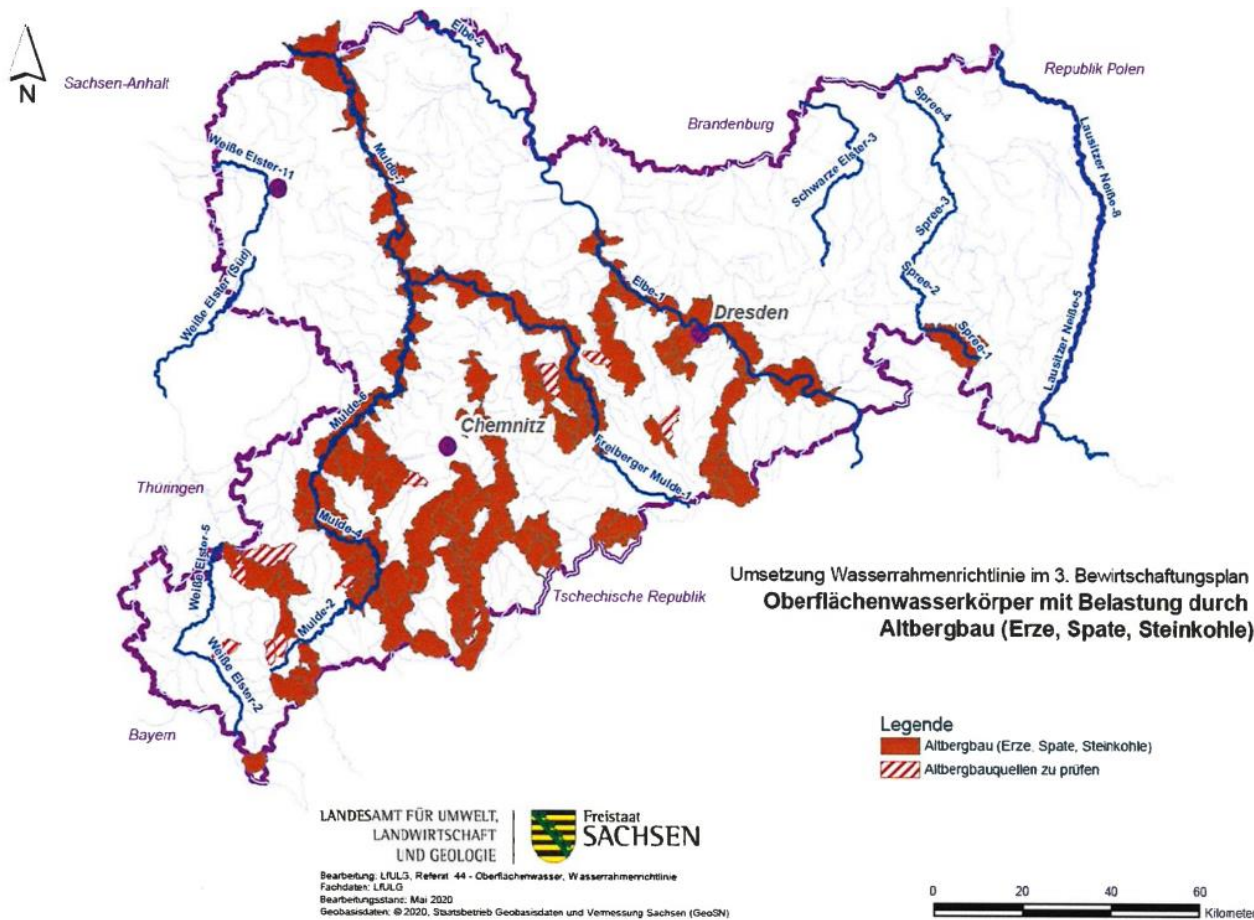 N
Sachsen-Anhalt
Elbe-2
Republik Polen
Brandenburg
Spree-4
Weiße Elster-11
Mulde-7
Schwarze Elster-3
Lausitzer Neiße-8
Spree-3
Weiße Elster (Süd)
Elbe-1
Spree-2
Dresden
Spree-1
Lausitzer Neiße-5
Mulde-6
Chemnitz
Freiberger Mulde-1
Thüringen
Mulde-4
Weiße Elster-5
Tschechische Republik
Mulde-2
Weiße Elster-2
Bayern
Umsetzung Wasserrahmenrichtlinie im 3. Bewirtschaftungsplan
Oberflächenwasserkörper mit Belastung durch
Altbergbau (Erze, Spate, Steinkohle)
Legende
Altbergbau (Erze, Spate, Steinkohle)
Altbergbauquellen zu prüfen
LANDESAMT FÜR UMWELT,
LANDWIRTSCHAFT
UND GEOLOGIE
Freistaat
SACHSEN
Bearbeitung: LfULG, Referat 44 - Oberflächenwasser, Wasserrahmenrichtlinie
Fachdaten: LfULG
Bearbeitungsstand: Mai 2020
Geobasisdaten: © 2020, Staatsbetrieb Geobasisdaten und Vermessung Sachsen (GeoSN)
0 20 40 60
Kilometer